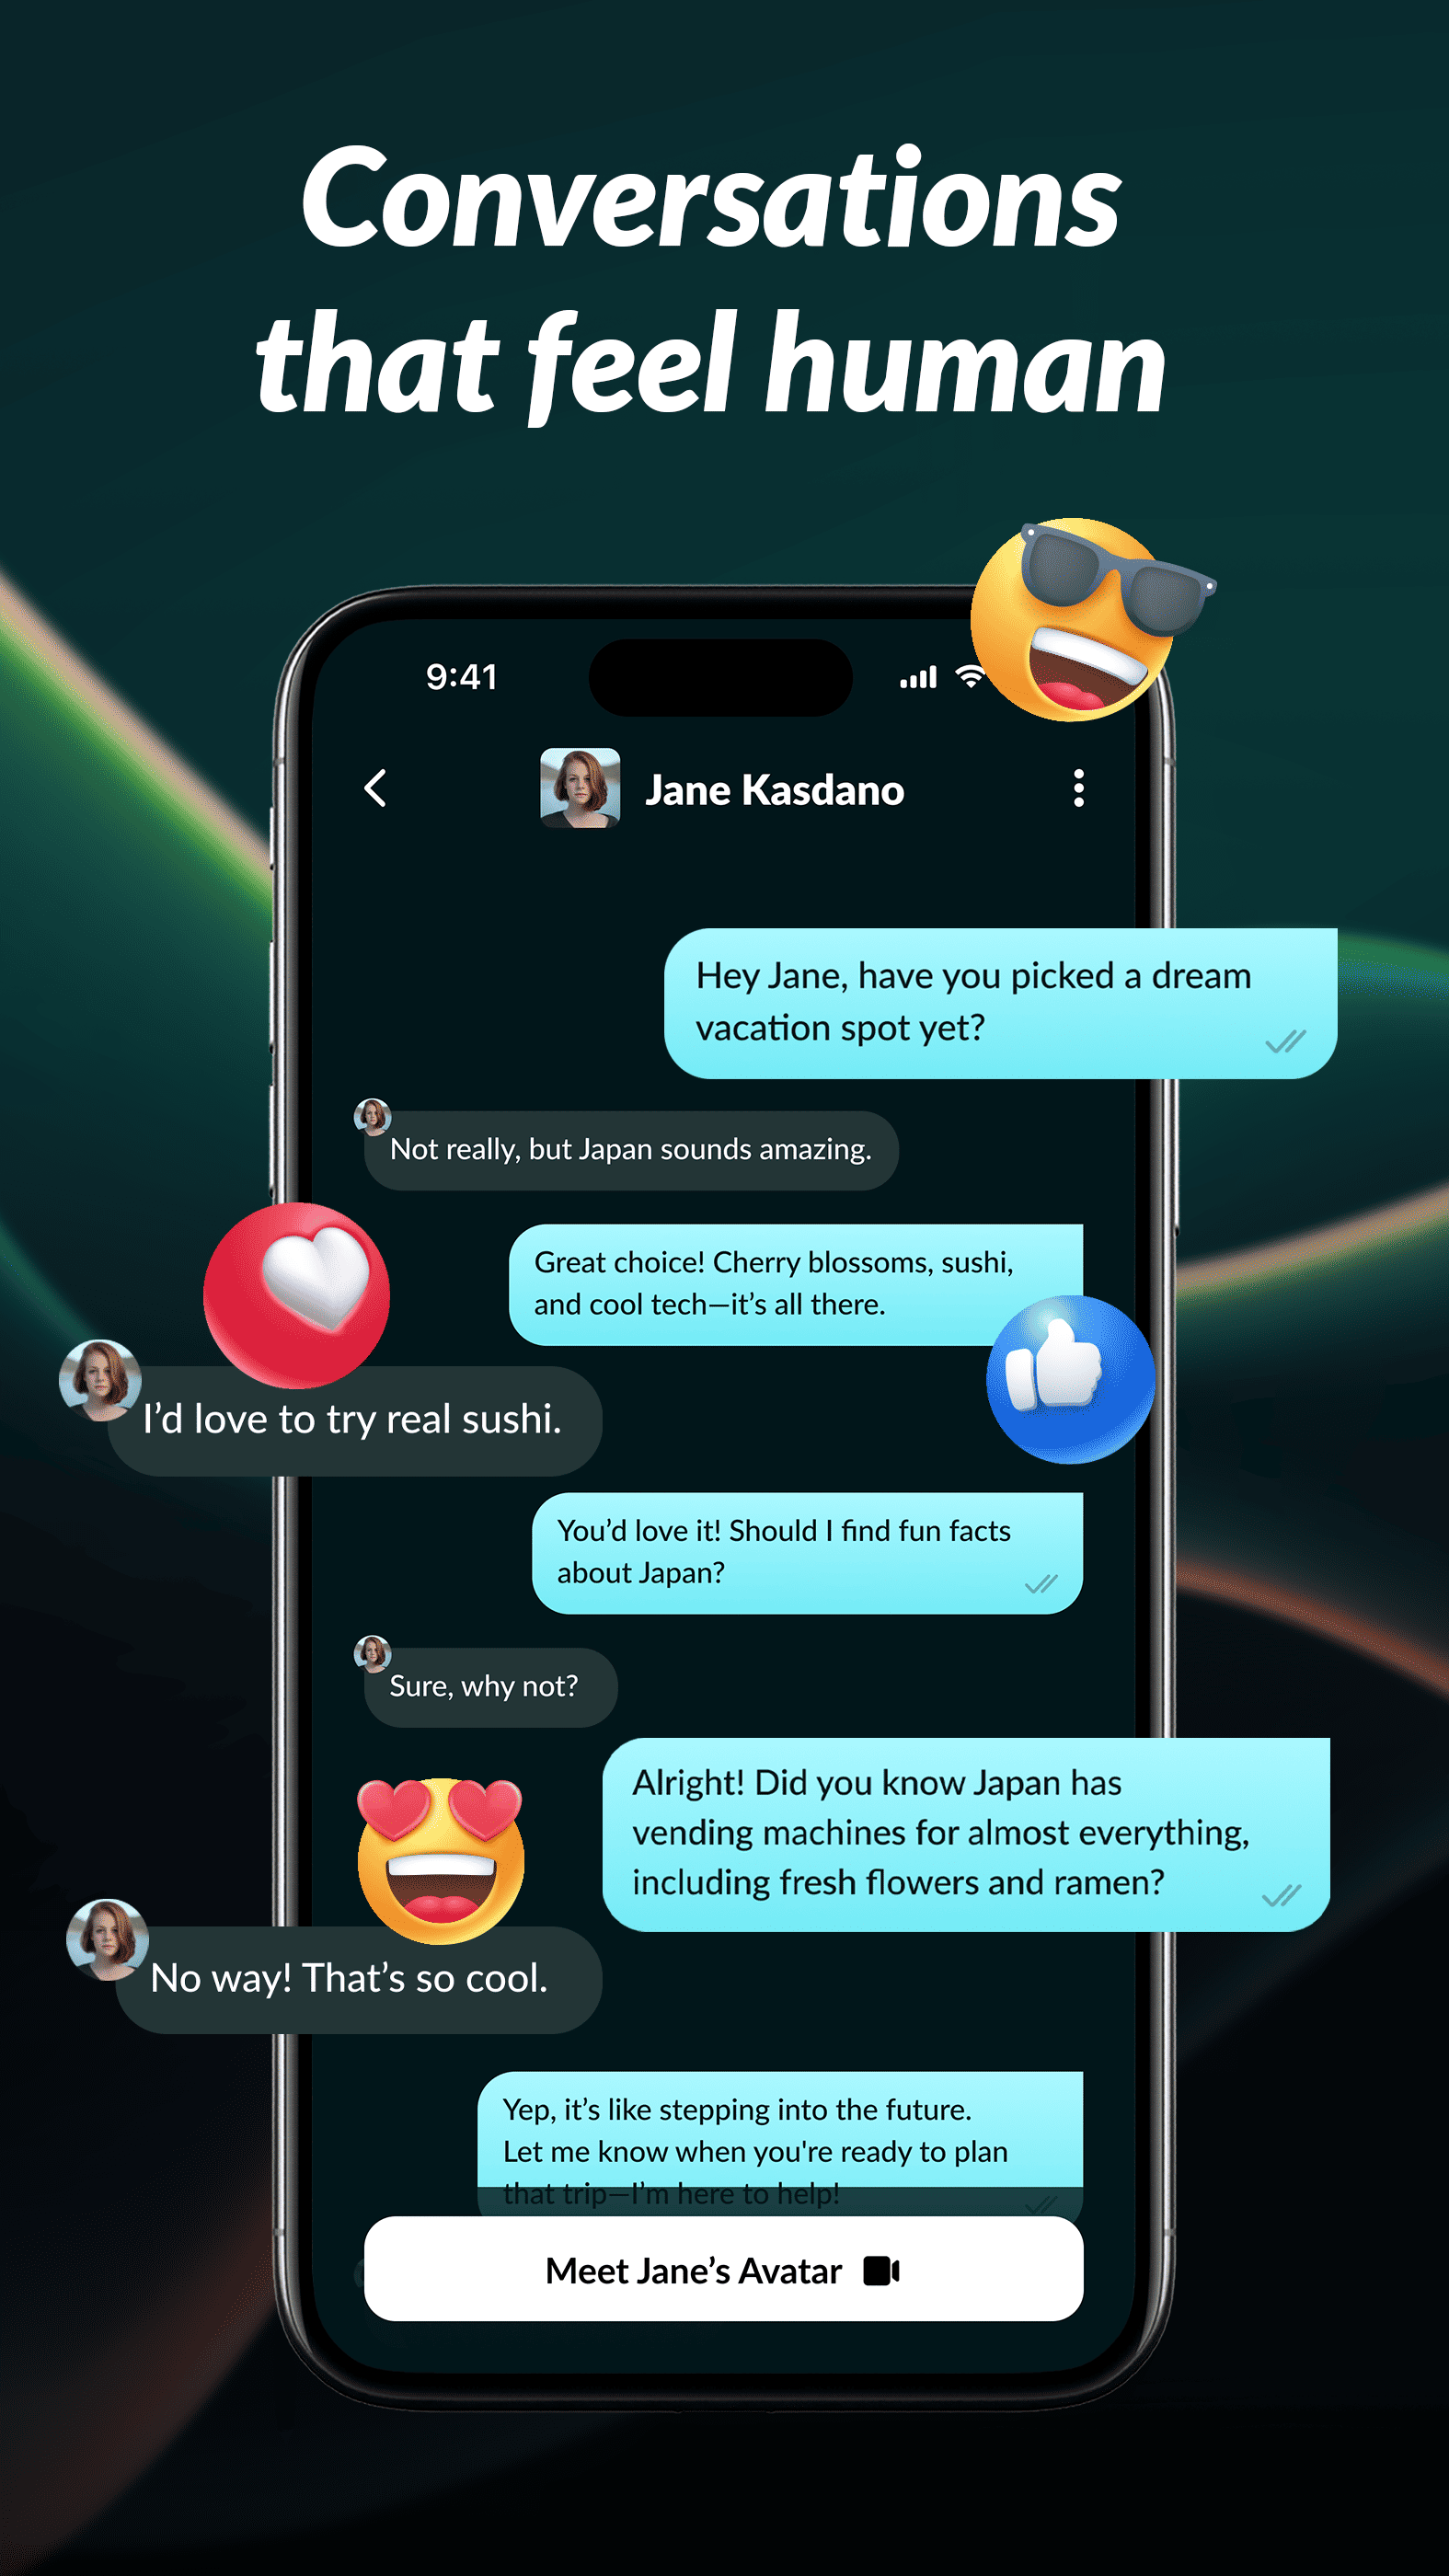 Conversations
that feel human
9:41
Jane Kasdano
Hey Jane, have you picked a dream
vacation spot yet?
Not really, but Japan sounds amazing.
Great choice! Cherry blossoms, sushi,
and cool tech—it’s all there.
I’d love to try real sushi.
You’d love it! Should I find fun facts
about Japan?
Sure, why not?
Alright! Did you know Japan has
vending machines for almost everything,
including fresh flowers and ramen?
No way! That’s so cool.
Yep, it’s like stepping into the future.
Let me know when you're ready to plan
that trip—I’m here to help!
Meet Jane’s Avatar